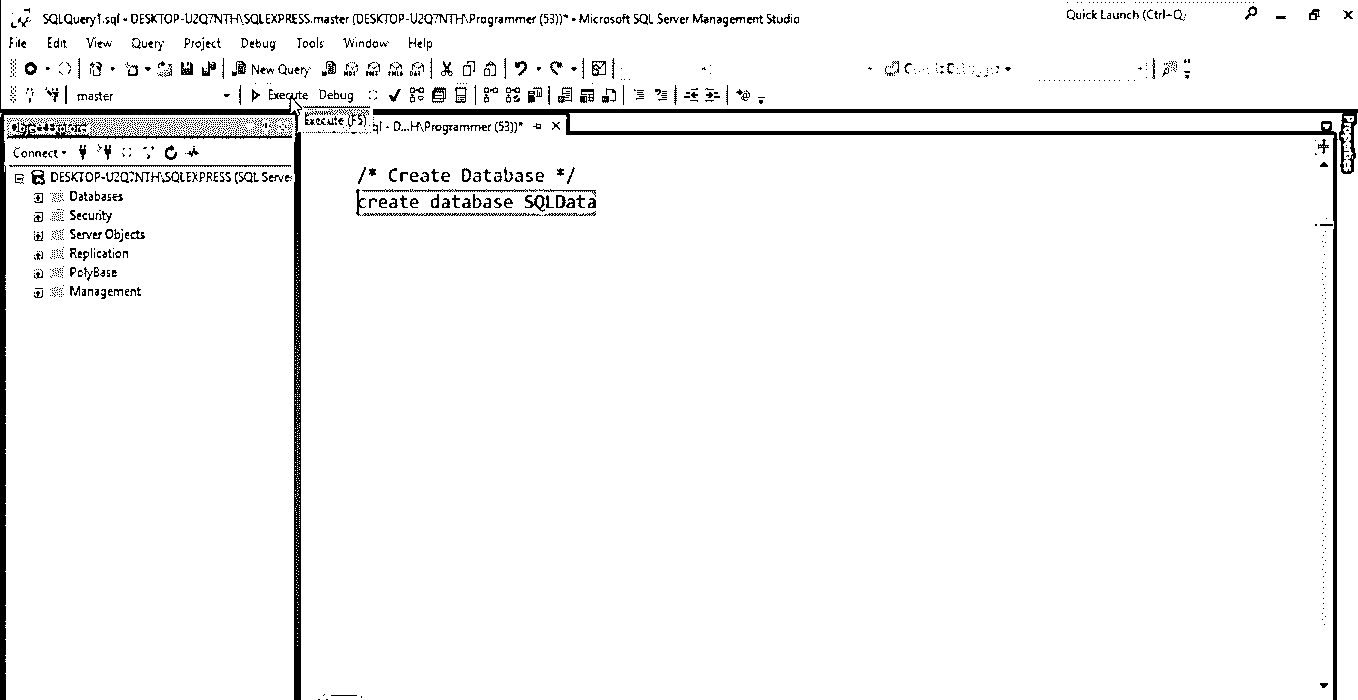 SQLQuery1.sql - DESKTOP-U2Q7NTH\SQLEXPRESS.master (DESKTOP-U2Q7NTH\Programmer (53))* - Microsoft SQL Server Management Studio
Quick Launch (Ctrl+Q)
File Edit View Query Project Debug Tools Window Help
New Query
master
Execute Debug
Execute (F5)
Object Explorer
ql - D...H\Programmer (53))*
Properties
Connect
DESKTOP-U2Q7NTH\SQLEXPRESS (SQL Serve
Databases
Security
Server Objects
Replication
PolyBase
Management
/* Create Database */
create database SQLData